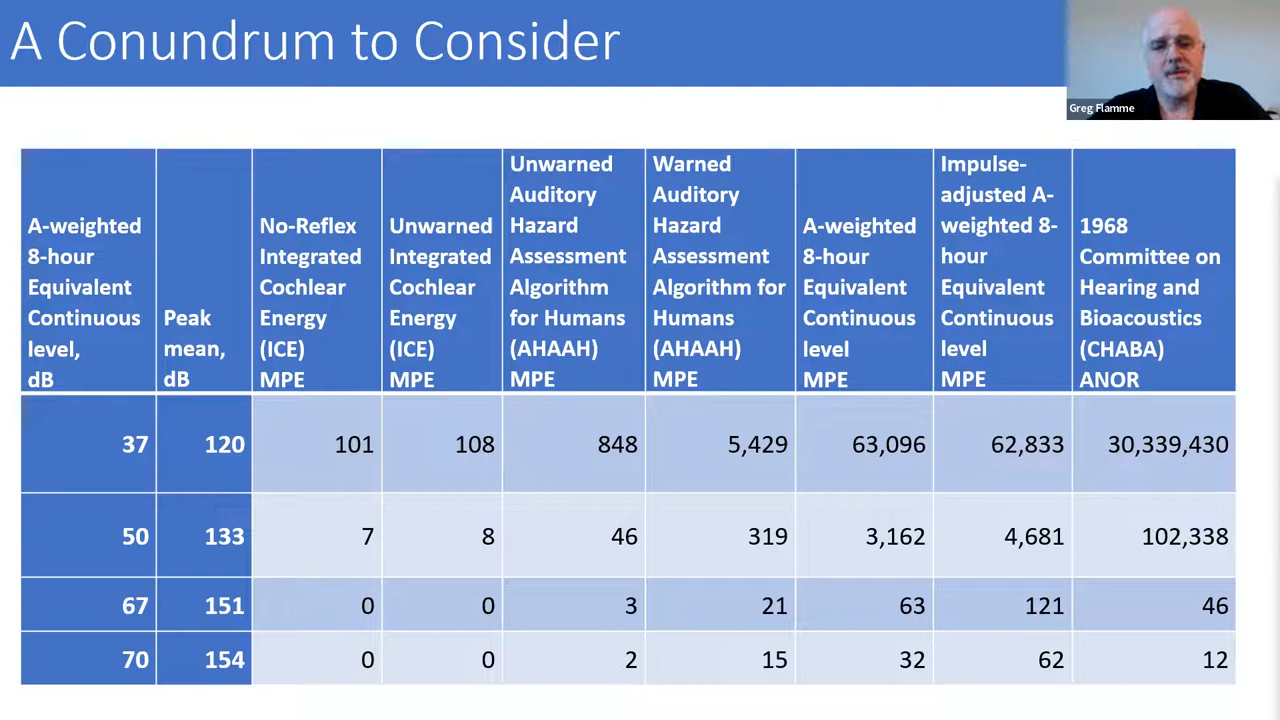 A Conundrum to Consider
Greg Flamme
A-weighted
8-hour
Equivalent
Continuous
level,
dB
Peak
mean,
dB
No-Reflex
Integrated
Cochlear
Energy
(ICE)
MPE
Unwarned
Integrated
Cochlear
Energy
(ICE)
MPE
Unwarned
Auditory
Hazard
Assessment
Algorithm
for Humans
(AHAAH)
MPE
Warned
Auditory
Hazard
Assessment
Algorithm for
Humans
(AHAAH)
MPE
A-weighted
8-hour
Equivalent
Continuous
level
MPE
Impulse-
adjusted A-
weighted 8-
hour
Equivalent
Continuous
level
MPE
1968
Committee on
Hearing and
Bioacoustics
(CHABA)
ANOR
37 120 101 108 848 5,429 63,096 62,833 30,339,430
50 133 7 8 46 319 3,162 4,681 102,338
67 151 0 0 3 21 63 121 46
70 154 0 0 2 15 32 62 12